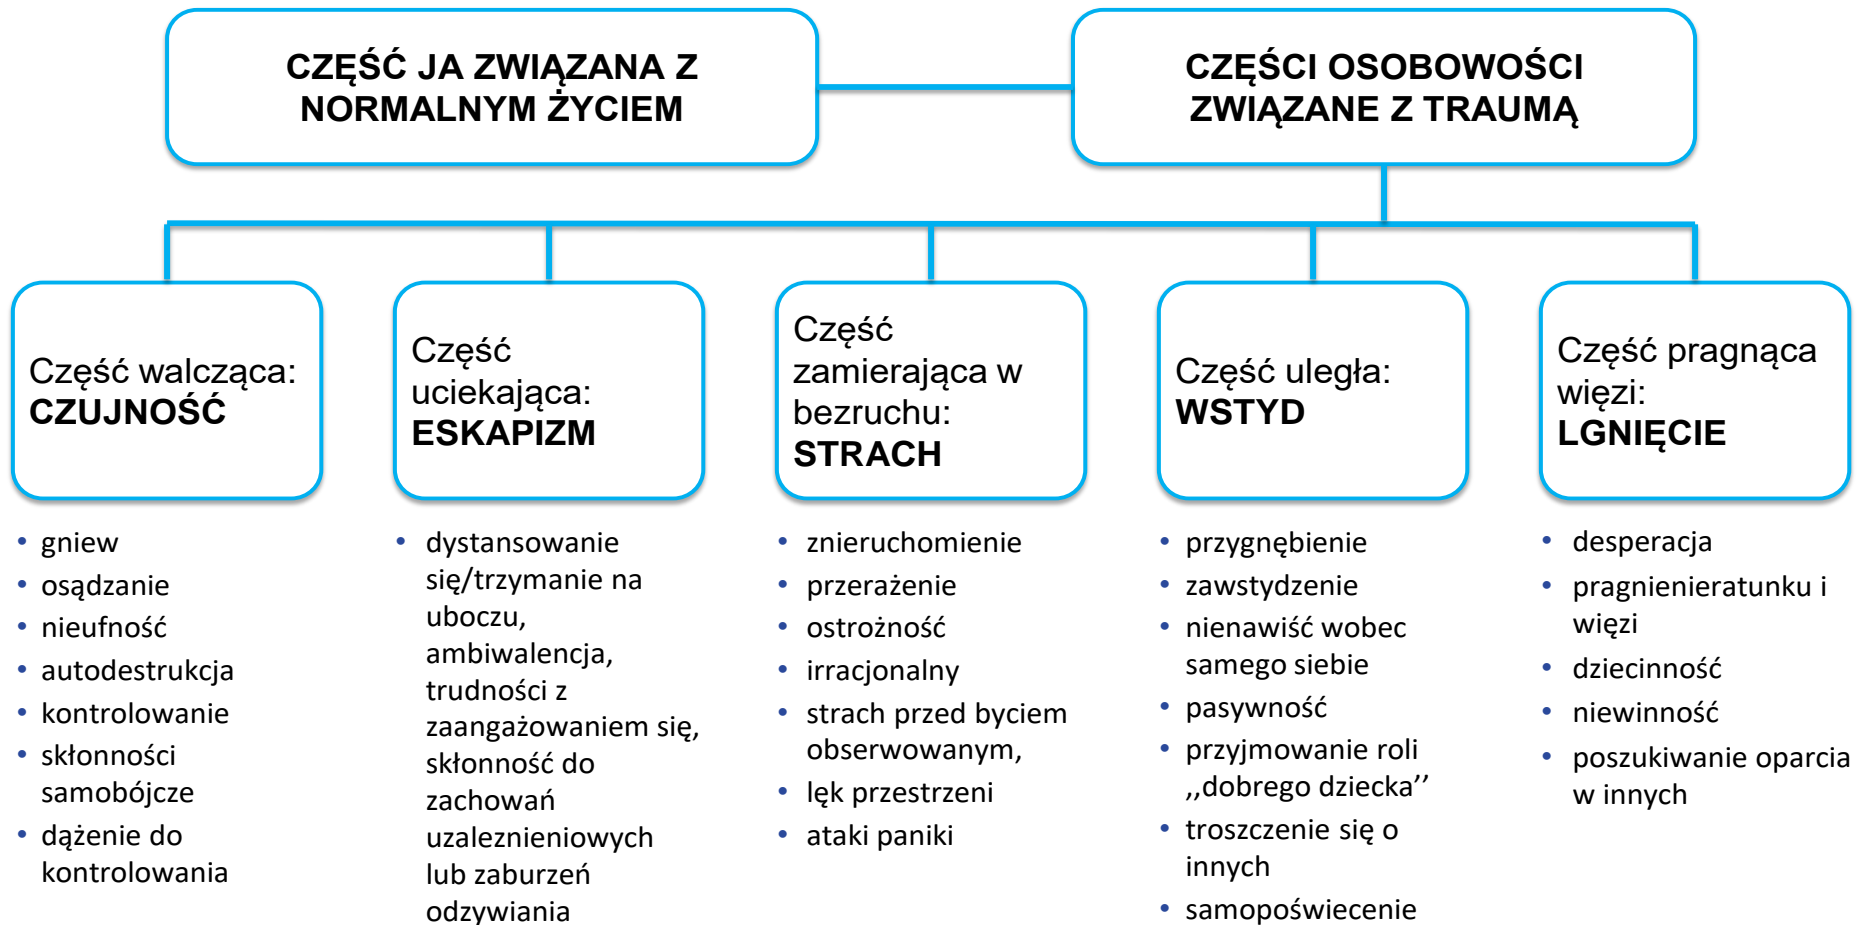 CZĘŚĆ JA ZWIĄZANA Z
NORMALNYM ŻYCIEM
CZĘŚCI OSOBOWOŚCI
ZWIĄZANE Z TRAUMĄ
Część walcząca:
CZUJNOŚĆ
• gniew
• osądzanie
• nieufność
• autodestrukcja
• kontrolowanie
• skłonności
samobójcze
• dążenie do
kontrolowania
Część
uciekająca:
ESKAPIZM
• dystansowanie
się/trzymanie na
uboczu,
ambiwalencja,
trudności z
zaangażowaniem się,
skłonność do
zachowań
uzaleznieniowych
lub zaburzeń
odzywiania
Część
zamierająca w
bezruchu:
STRACH
• znieruchomienie
• przerażenie
• ostrożność
• irracjonalny
• strach przed byciem
obserwowanym,
• lęk przestrzeni
• ataki paniki
Część uległa:
WSTYD
• przygnębienie
• zawstydzenie
• nienawiść wobec
samego siebie
• pasywność
• przyjmowanie roli
,,dobrego dziecka’’
• troszczenie się o
innych
• samopoświecenie
Część pragnąca
więzi:
LGNIĘCIE
• desperacja
• pragnienieratunku i
więzi
• dziecinność
• niewinność
• poszukiwanie oparcia
w innych